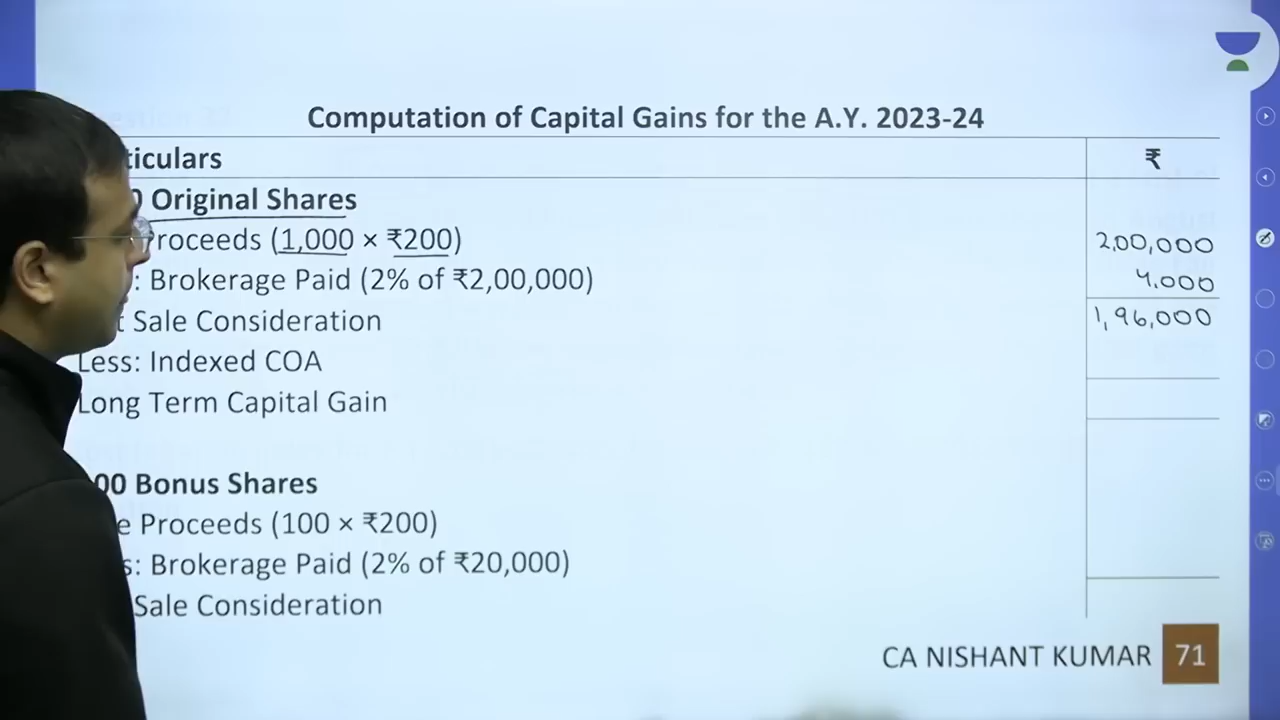 Computation of Capital Gains for the A.Y. 2023-24
ticulars ₹
0 Original Shares
Proceeds (1,000 × ₹200) 2,00,000
: Brokerage Paid (2% of ₹2,00,000) 4,000
t Sale Consideration 1,96,000
Less: Indexed COA
Long Term Capital Gain
00 Bonus Shares
e Proceeds (100 × ₹200)
s: Brokerage Paid (2% of ₹20,000)
Sale Consideration
CA NISHANT KUMAR 71